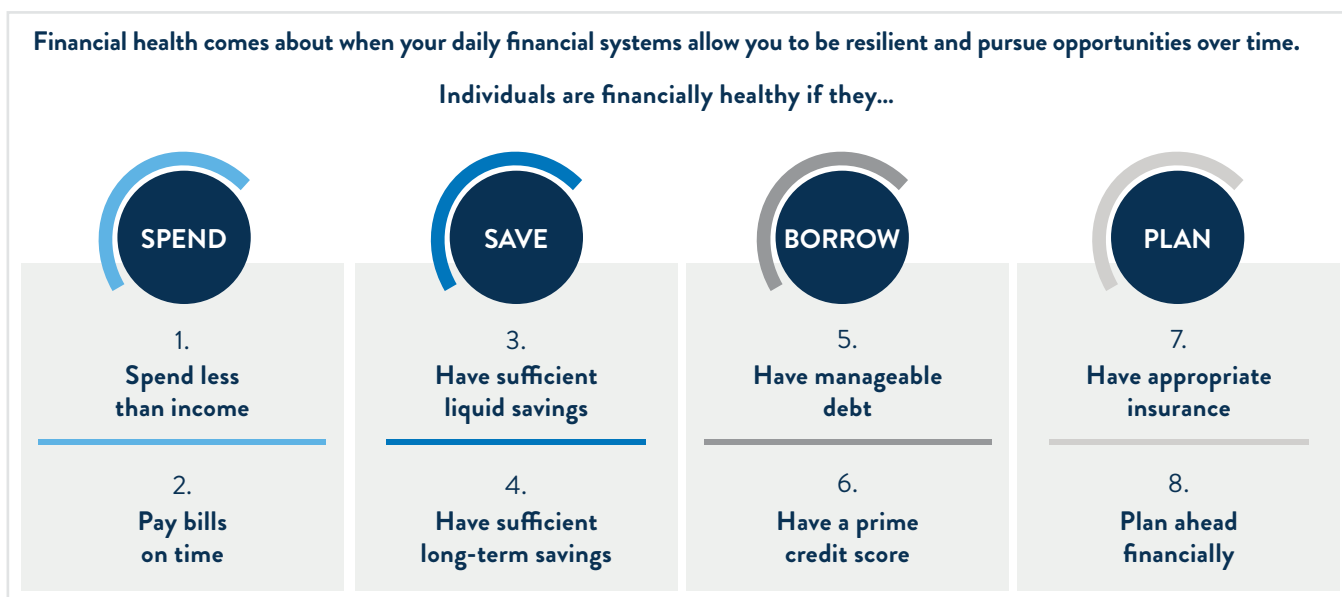 Financial health comes about when your daily financial systems allow you to be resilient and pursue opportunities over time.
Individuals are financially healthy if they...
SPEND
1.
Spend less
than income
2.
Pay bills
on time
SAVE
3.
Have sufficient
liquid savings
4.
Have sufficient
long-term savings
BORROW
5.
Have manageable
debt
6.
Have a prime
credit score
PLAN
7.
Have appropriate
insurance
8.
Plan ahead
financially